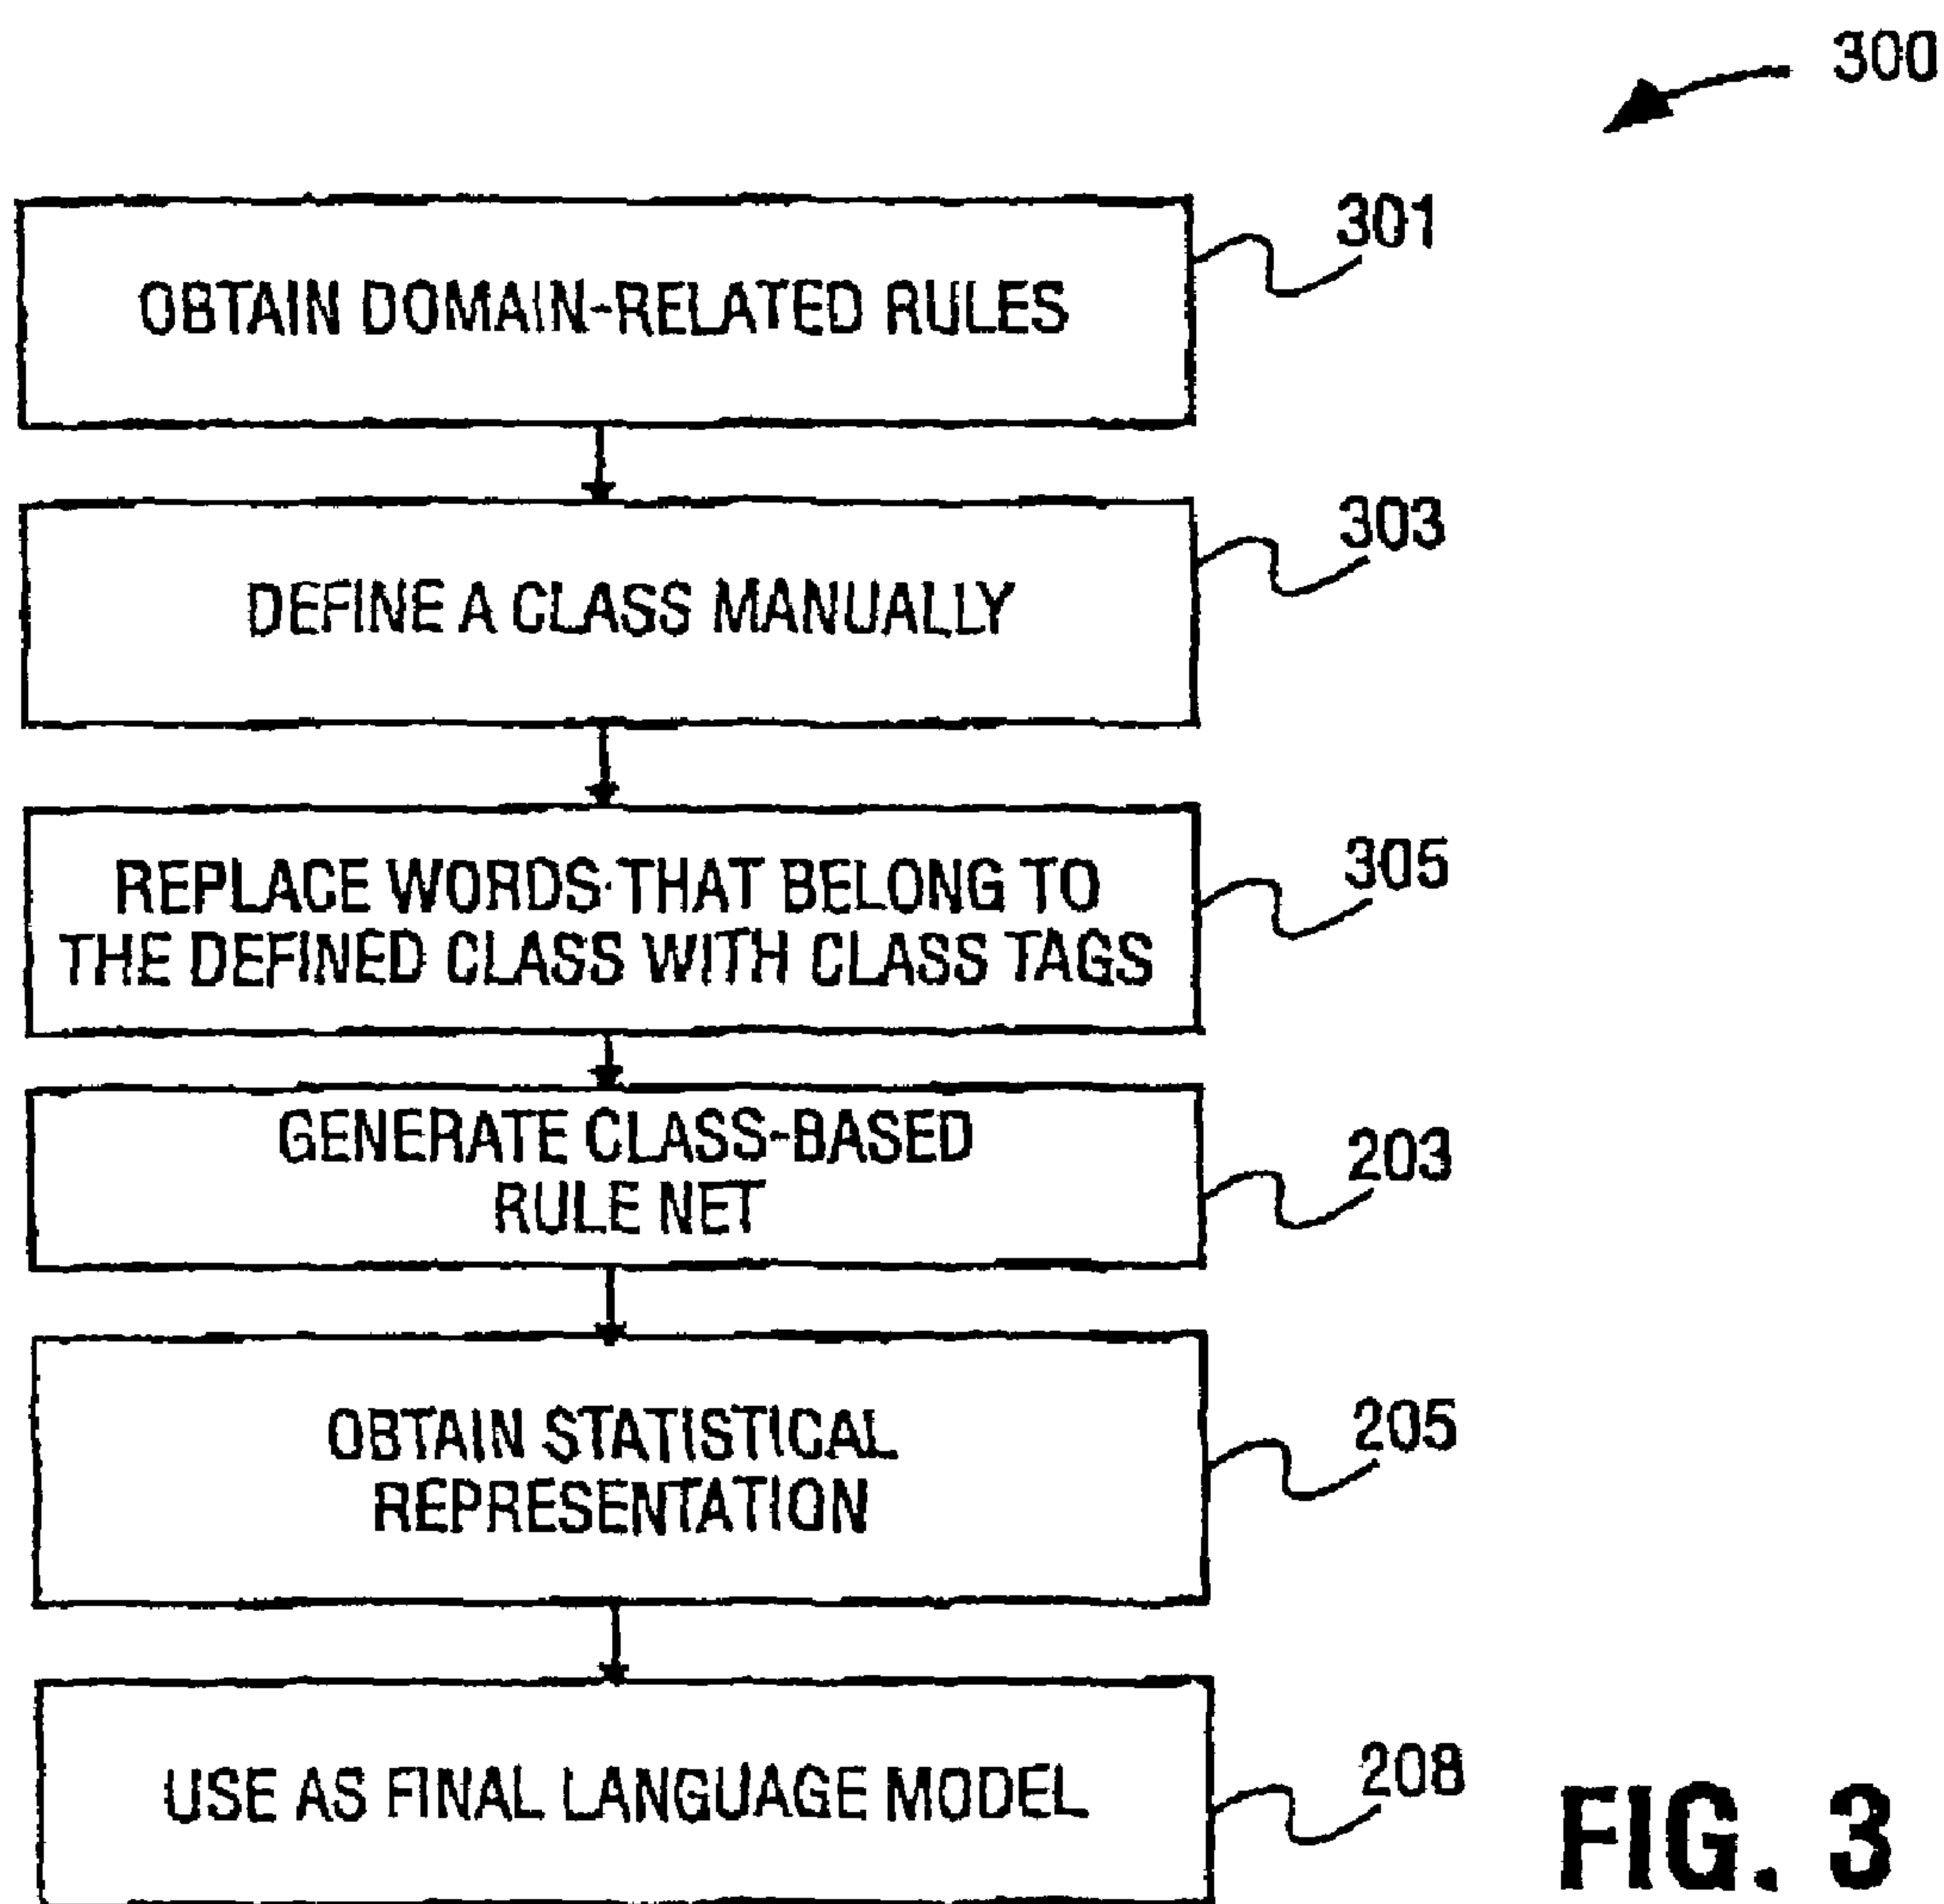 300
OBTAIN DOMAIN-RELATED RULES
301
DEFINE A CLASS MANUALLY
303
REPLACE WORDS THAT BELONG TO
THE DEFINED CLASS WITH CLASS TAGS
305
GENERATE CLASS-BASED
RULE NET
203
OBTAIN STATISTICAL
REPRESENTATION
205
USE AS FINAL LANGUAGE MODEL
208
FIG. 3